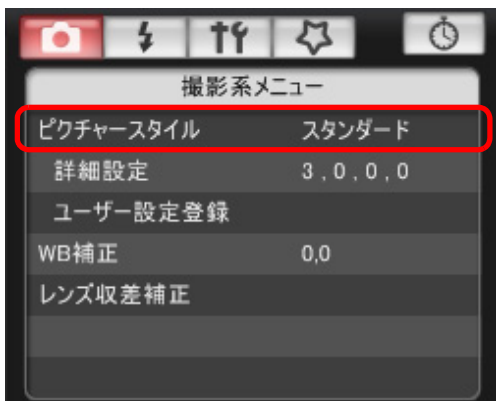 撮影系メニュー
ピクチャースタイル スタンダード
詳細設定 3 , 0 , 0 , 0
ユーザー設定登録
WB補正 0,0
レンズ収差補正